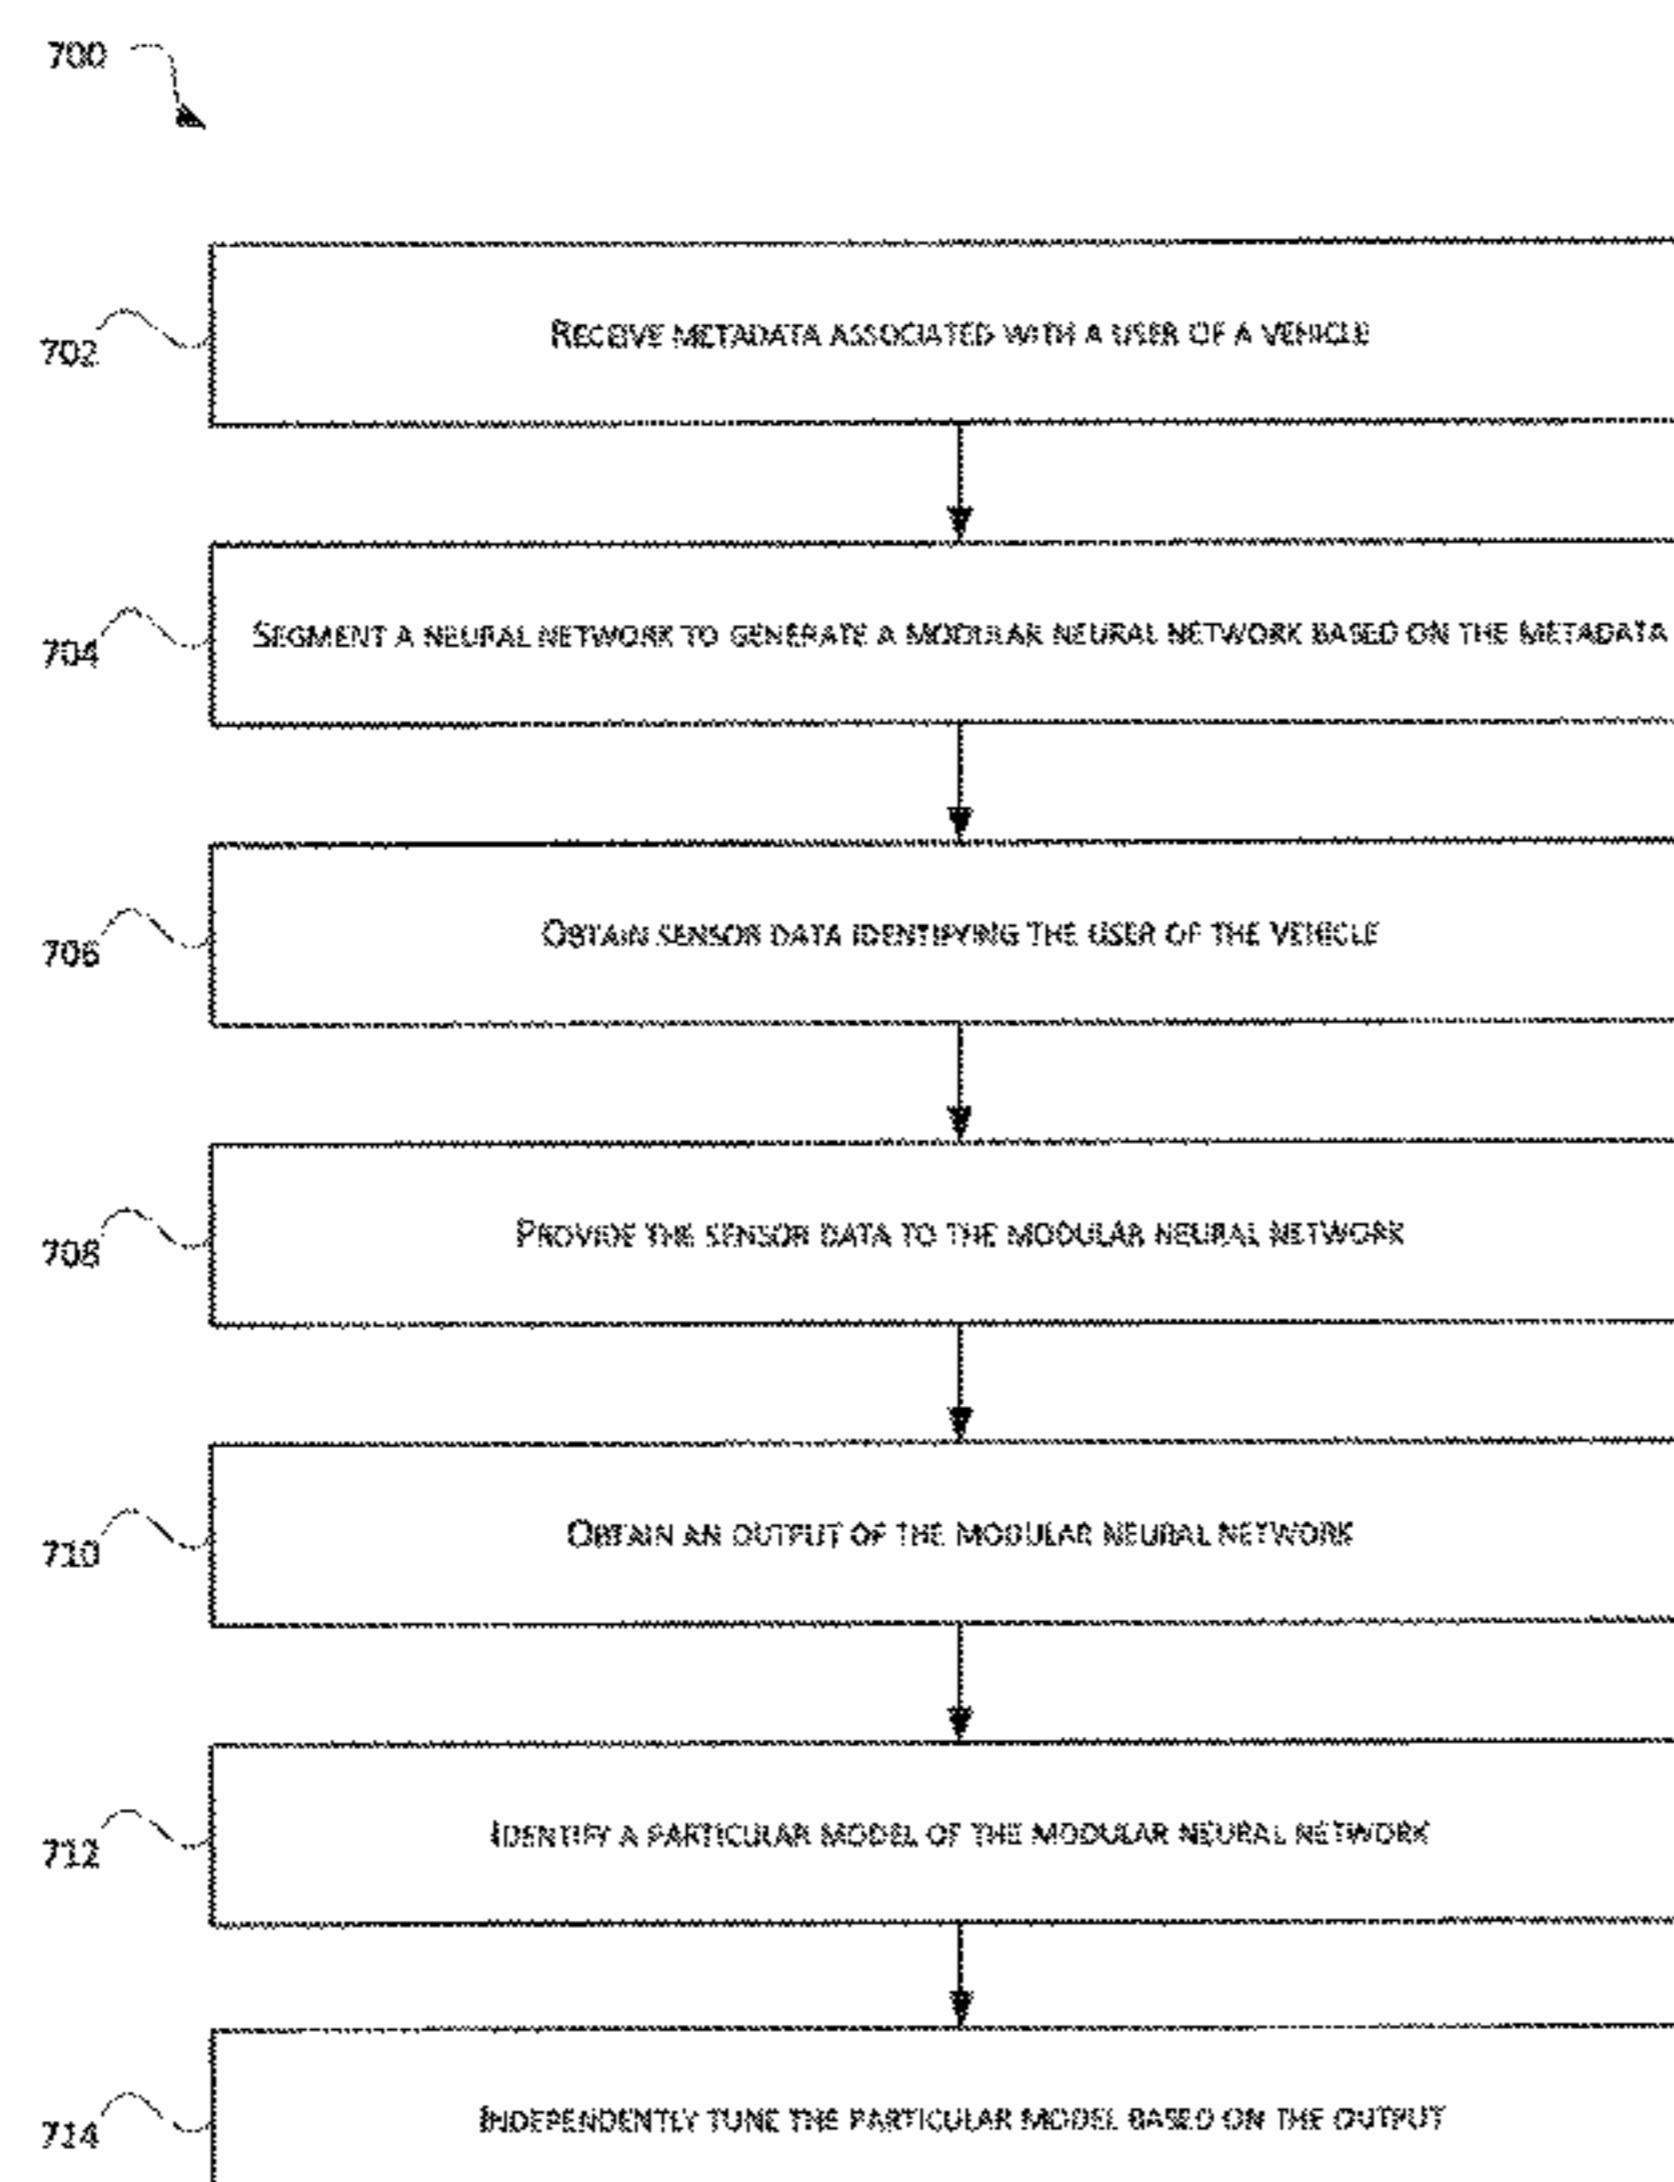 700
702
RECEIVE METADATA ASSOCIATED WITH A USER OF A VEHICLE
704
SEGMENT A NEURAL NETWORK TO GENERATE A MODULAR NEURAL NETWORK BASED ON THE METADATA
706
OBTAIN SENSOR DATA IDENTIFYING THE USER OF THE VEHICLE
708
PROVIDE THE SENSOR DATA TO THE MODULAR NEURAL NETWORK
710
OBTAIN AN OUTPUT OF THE MODULAR NEURAL NETWORK
712
IDENTIFY A PARTICULAR MODEL OF THE MODULAR NEURAL NETWORK
714
INDEPENDENTLY TUNE THE PARTICULAR MODEL BASED ON THE OUTPUT